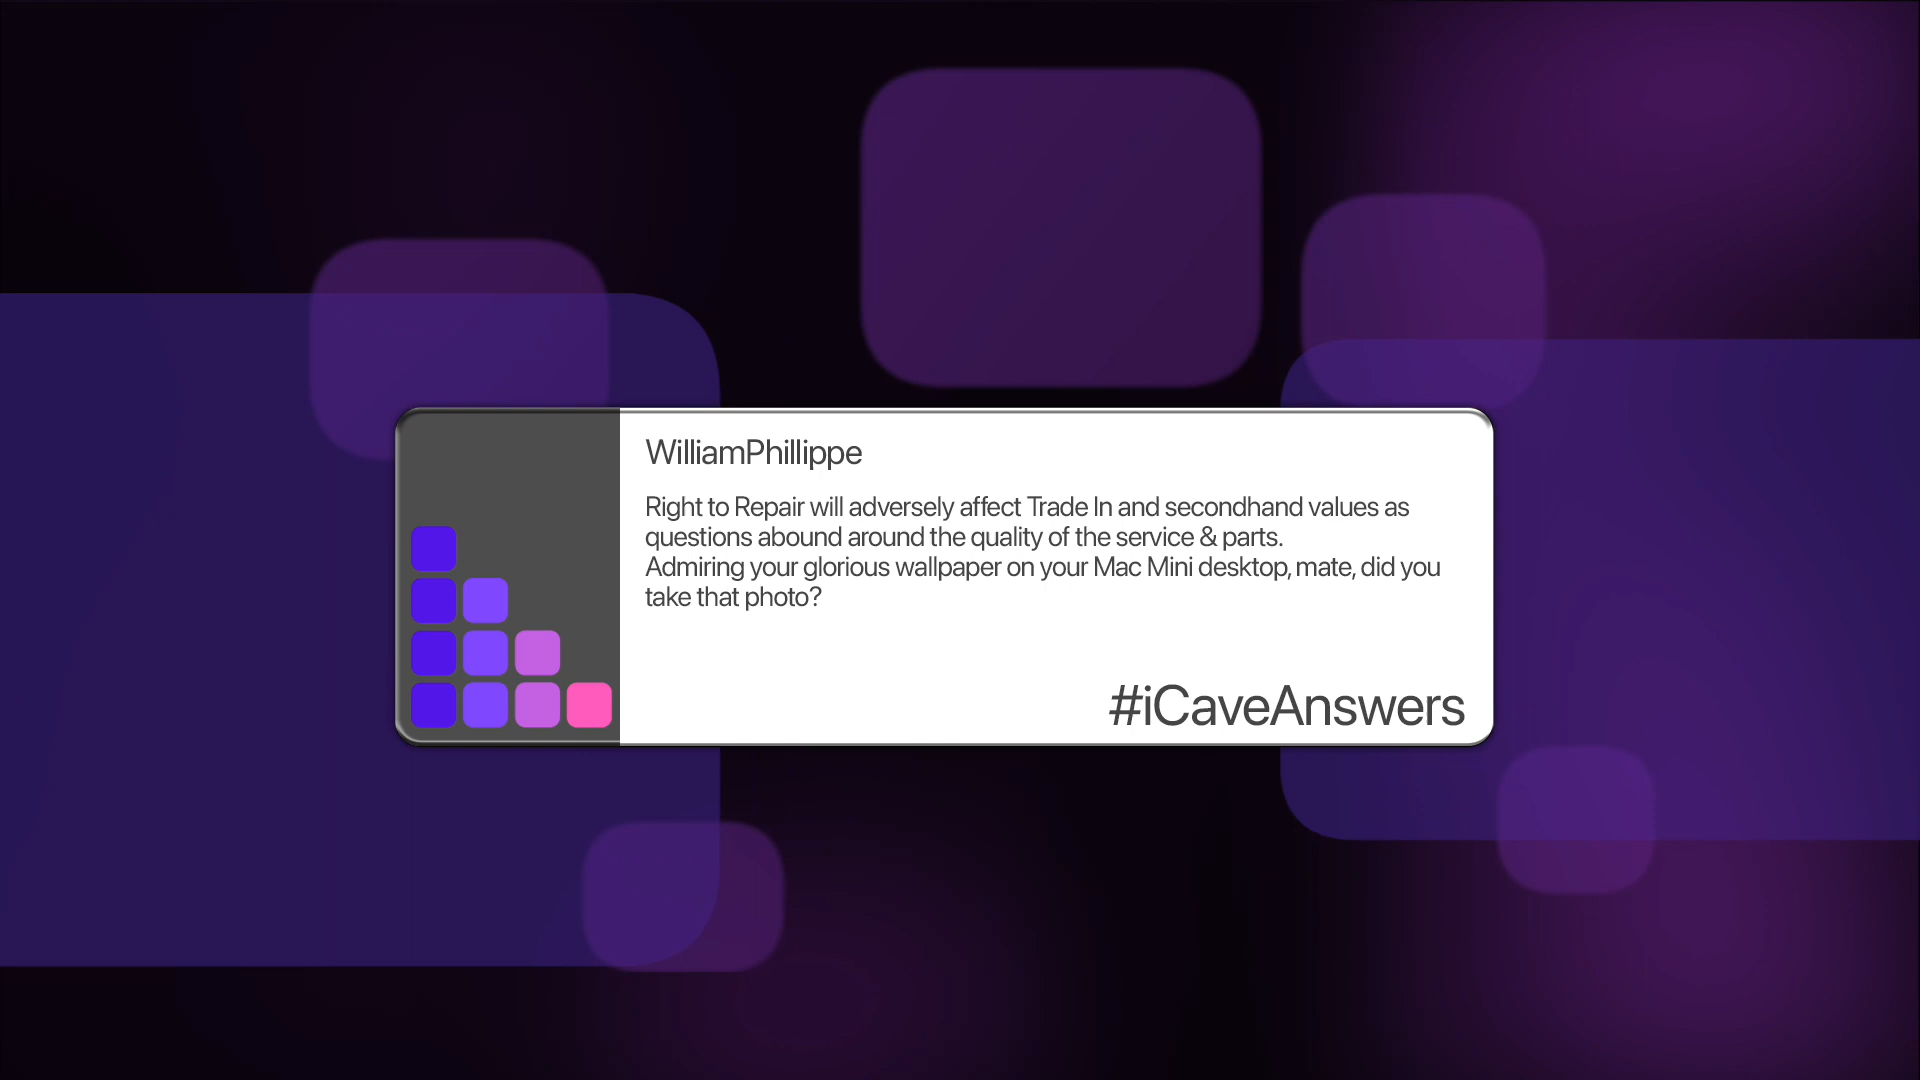 WilliamPhillippe
Right to Repair will adversely affect Trade In and secondhand values as
questions abound around the quality of the service & parts.
Admiring your glorious wallpaper on your Mac Mini desktop, mate, did you
take that photo?
#iCaveAnswers